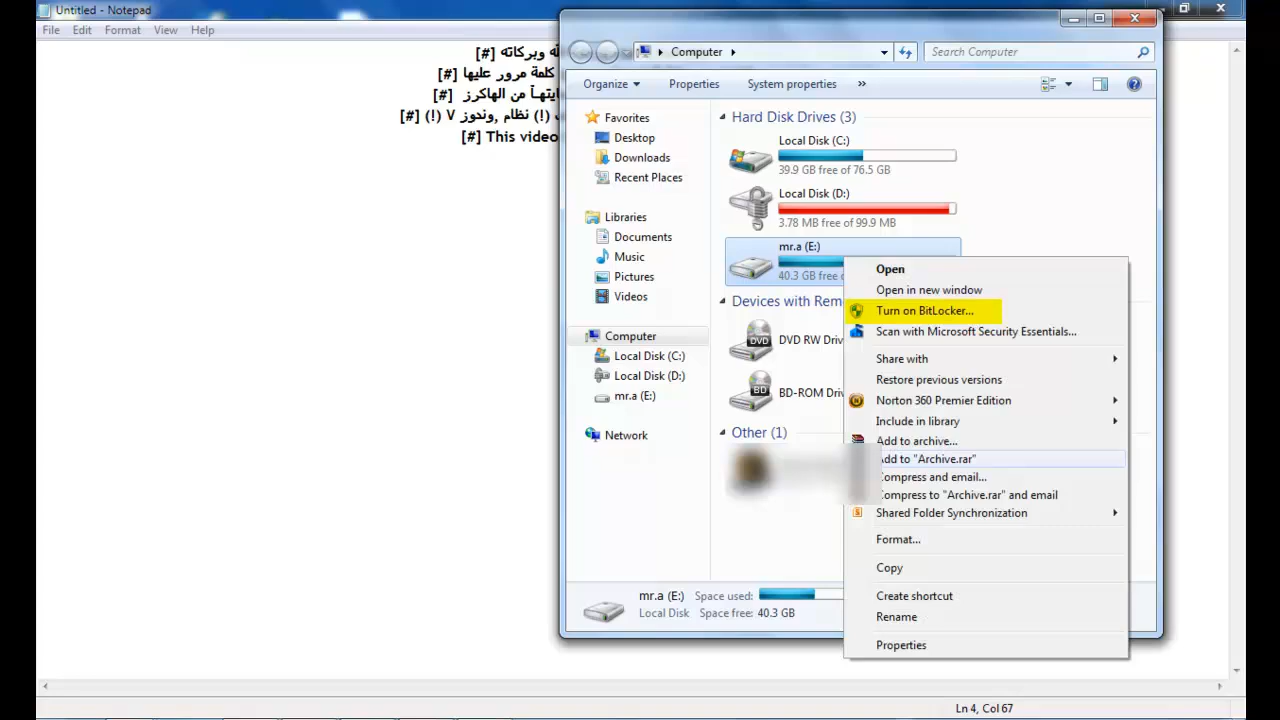 Untitled - Notepad
File Edit Format View Help
ـه وبركاته [#]
كلمة مرور عليها [#]
ـايتهـاً من الهاكرز [#]
(!) نظام ,وندوز V (!) [#]
[#] This video
Computer
Search Computer
Organize Properties System properties »
Favorites
Desktop
Downloads
Recent Places
Libraries
Documents
Music
Pictures
Videos
Computer
Local Disk (C:)
Local Disk (D:)
mr.a (E:)
Network
Hard Disk Drives (3)
Local Disk (C:)
39.9 GB free of 76.5 GB
Local Disk (D:)
3.78 MB free of 99.9 MB
mr.a (E:)
40.3 GB free
Devices with Rem
DVD RW Driv
BD-ROM Driv
Other (1)
Open
Open in new window
Turn on BitLocker...
Scan with Microsoft Security Essentials...
Share with
Restore previous versions
Norton 360 Premier Edition
Include in library
Add to archive...
Add to "Archive.rar"
Compress and email...
Compress to "Archive.rar" and email
Shared Folder Synchronization
Format...
Copy
Create shortcut
Rename
Properties
mr.a (E:) Space used:
Local Disk Space free: 40.3 GB
Ln 4, Col 67